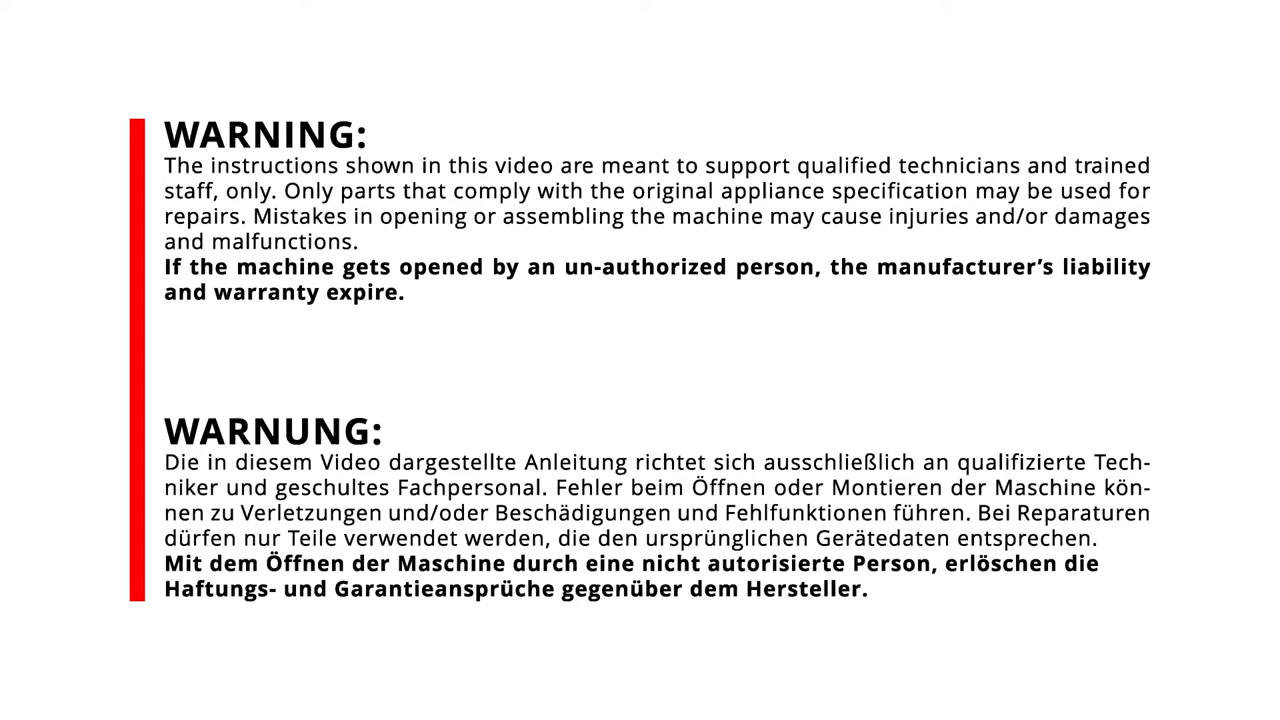 WARNING:
The instructions shown in this video are meant to support qualified technicians and trained
staff, only. Only parts that comply with the original appliance specification may be used for
repairs. Mistakes in opening or assembling the machine may cause injuries and/or damages
and malfunctions.
If the machine gets opened by an un-authorized person, the manufacturer’s liability
and warranty expire.
WARNUNG:
Die in diesem Video dargestellte Anleitung richtet sich ausschließlich an qualifizierte Tech-
niker und geschultes Fachpersonal. Fehler beim Öffnen oder Montieren der Maschine kön-
nen zu Verletzungen und/oder Beschädigungen und Fehlfunktionen führen. Bei Reparaturen
dürfen nur Teile verwendet werden, die den ursprünglichen Gerätedaten entsprechen.
Mit dem Öffnen der Maschine durch eine nicht autorisierte Person, erlöschen die
Haftungs- und Garantieansprüche gegenüber dem Hersteller.